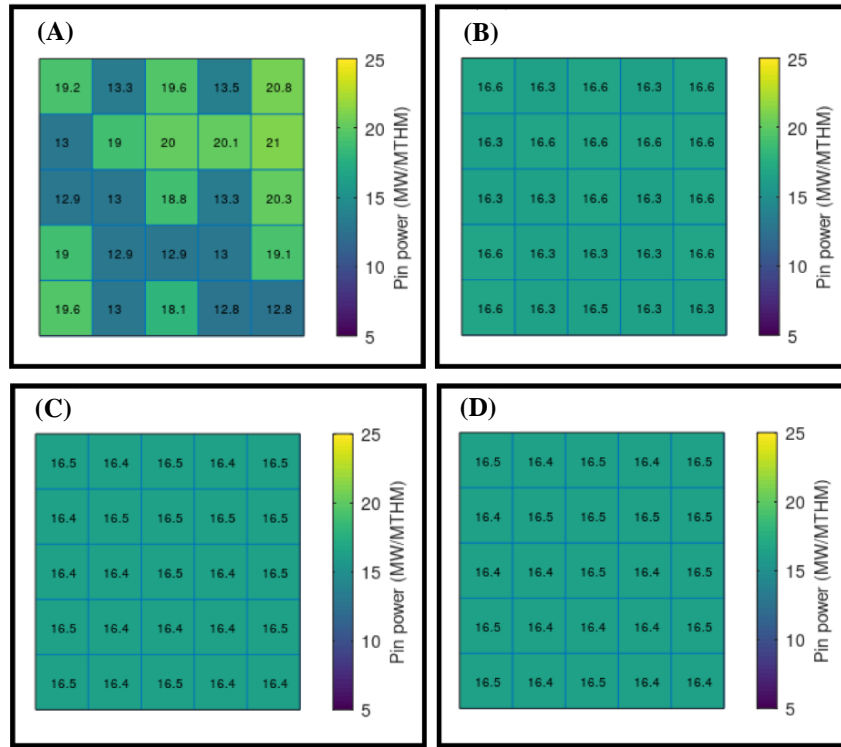 (A)
19.2 13.3 19.6 13.5 20.8
13 19 20 20.1 21
12.9 13 18.8 13.3 20.3
19 12.9 12.9 13 19.1
19.6 13 18.1 12.8 12.8
25
20
15
10
5
Pin power (MW/MTHM)
(B)
16.6 16.3 16.6 16.3 16.6
16.3 16.6 16.6 16.6 16.6
16.3 16.3 16.6 16.3 16.6
16.6 16.3 16.3 16.3 16.6
16.6 16.3 16.5 16.3 16.3
25
20
15
10
5
Pin power (MW/MTHM)
(C)
16.5 16.4 16.5 16.4 16.5
16.4 16.5 16.5 16.5 16.5
16.4 16.4 16.5 16.4 16.5
16.5 16.4 16.4 16.4 16.5
16.5 16.4 16.5 16.4 16.4
25
20
15
10
5
Pin power (MW/MTHM)
(D)
16.5 16.4 16.5 16.4 16.5
16.4 16.5 16.5 16.5 16.5
16.4 16.4 16.5 16.4 16.5
16.5 16.4 16.4 16.4 16.5
16.5 16.4 16.5 16.4 16.4
25
20
15
10
5
Pin power (MW/MTHM)